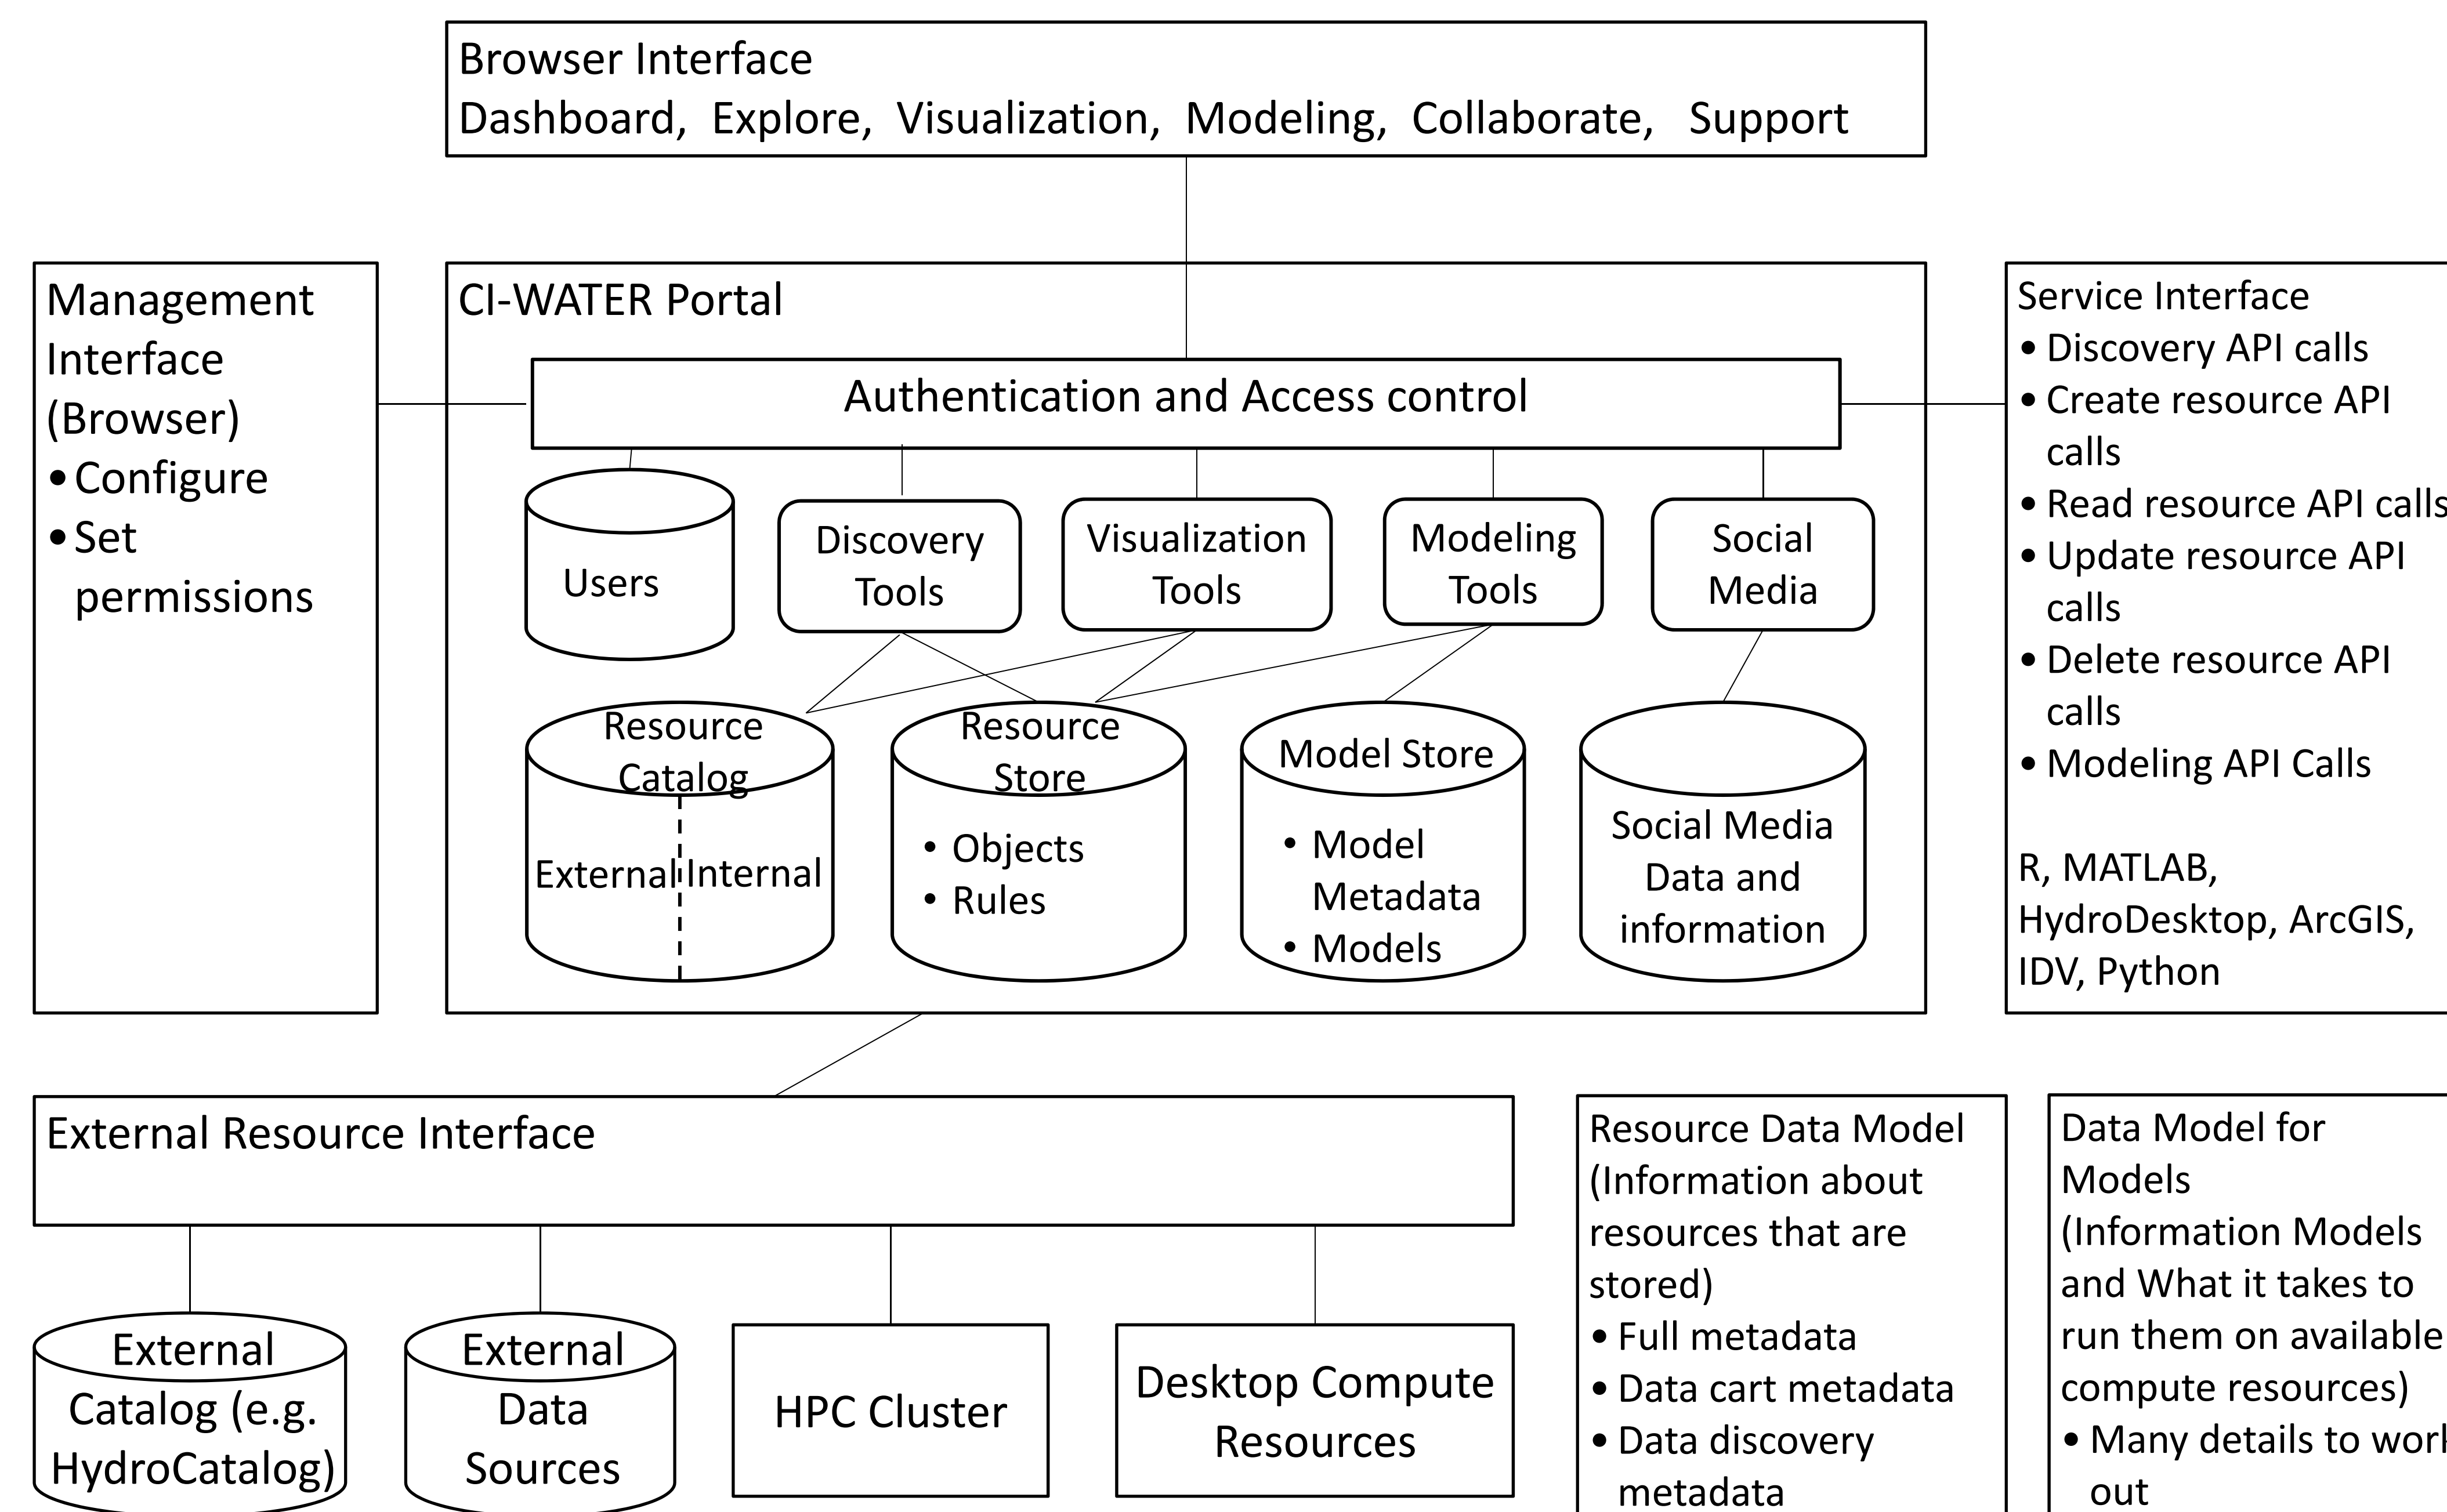 Browser Interface
Dashboard, Explore, Visualization, Modeling, Collaborate, Support
Management
Interface
(Browser)
• Configure
• Set
permissions
CI-WATER Portal
Authentication and Access control
Users
Discovery
Tools
Visualization
Tools
Modeling
Tools
Social
Media
Resource
Catalog
External Internal
Resource
Store
• Objects
• Rules
Model Store
• Model
Metadata
• Models
Social Media
Data and
information
Service Interface
• Discovery API calls
• Create resource API
calls
• Read resource API calls
• Update resource API
calls
• Delete resource API
calls
• Modeling API Calls
R, MATLAB,
HydroDesktop, ArcGIS,
IDV, Python
External Resource Interface
External
Catalog (e.g.
HydroCatalog)
External
Data
Sources
HPC Cluster
Desktop Compute
Resources
Resource Data Model
(Information about
resources that are
stored)
• Full metadata
• Data cart metadata
• Data discovery
metadata
Data Model for
Models
(Information Models
and What it takes to
run them on available
compute resources)
• Many details to work
out